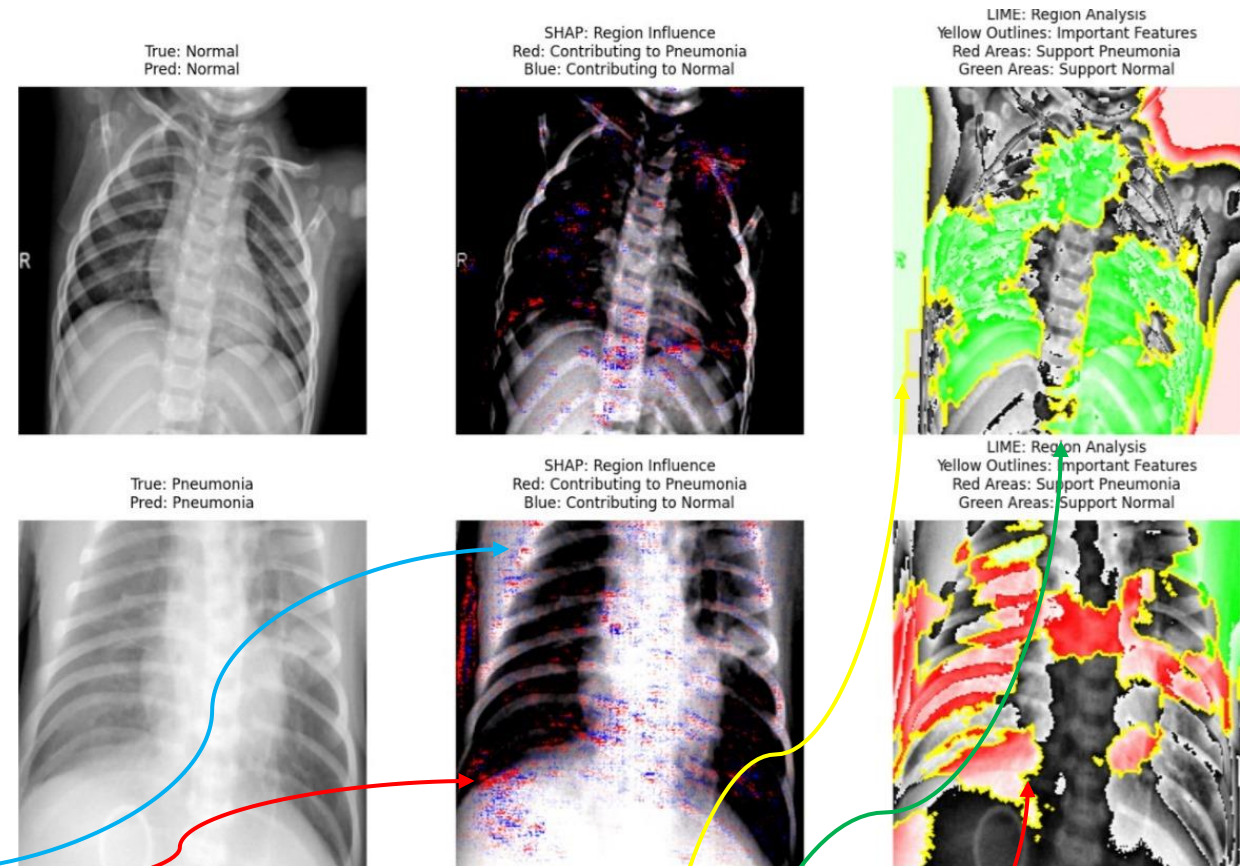 True: Normal
Pred: Normal
SHAP: Region Influence
Red: Contributing to Pneumonia
Blue: Contributing to Normal
LIME: Region Analysis
Yellow Outlines: Important Features
Red Areas: Support Pneumonia
Green Areas: Support Normal
R
R
R
True: Pneumonia
Pred: Pneumonia
SHAP: Region Influence
Red: Contributing to Pneumonia
Blue: Contributing to Normal
LIME: Region Analysis
Yellow Outlines: Important Features
Red Areas: Support Pneumonia
Green Areas: Support Normal